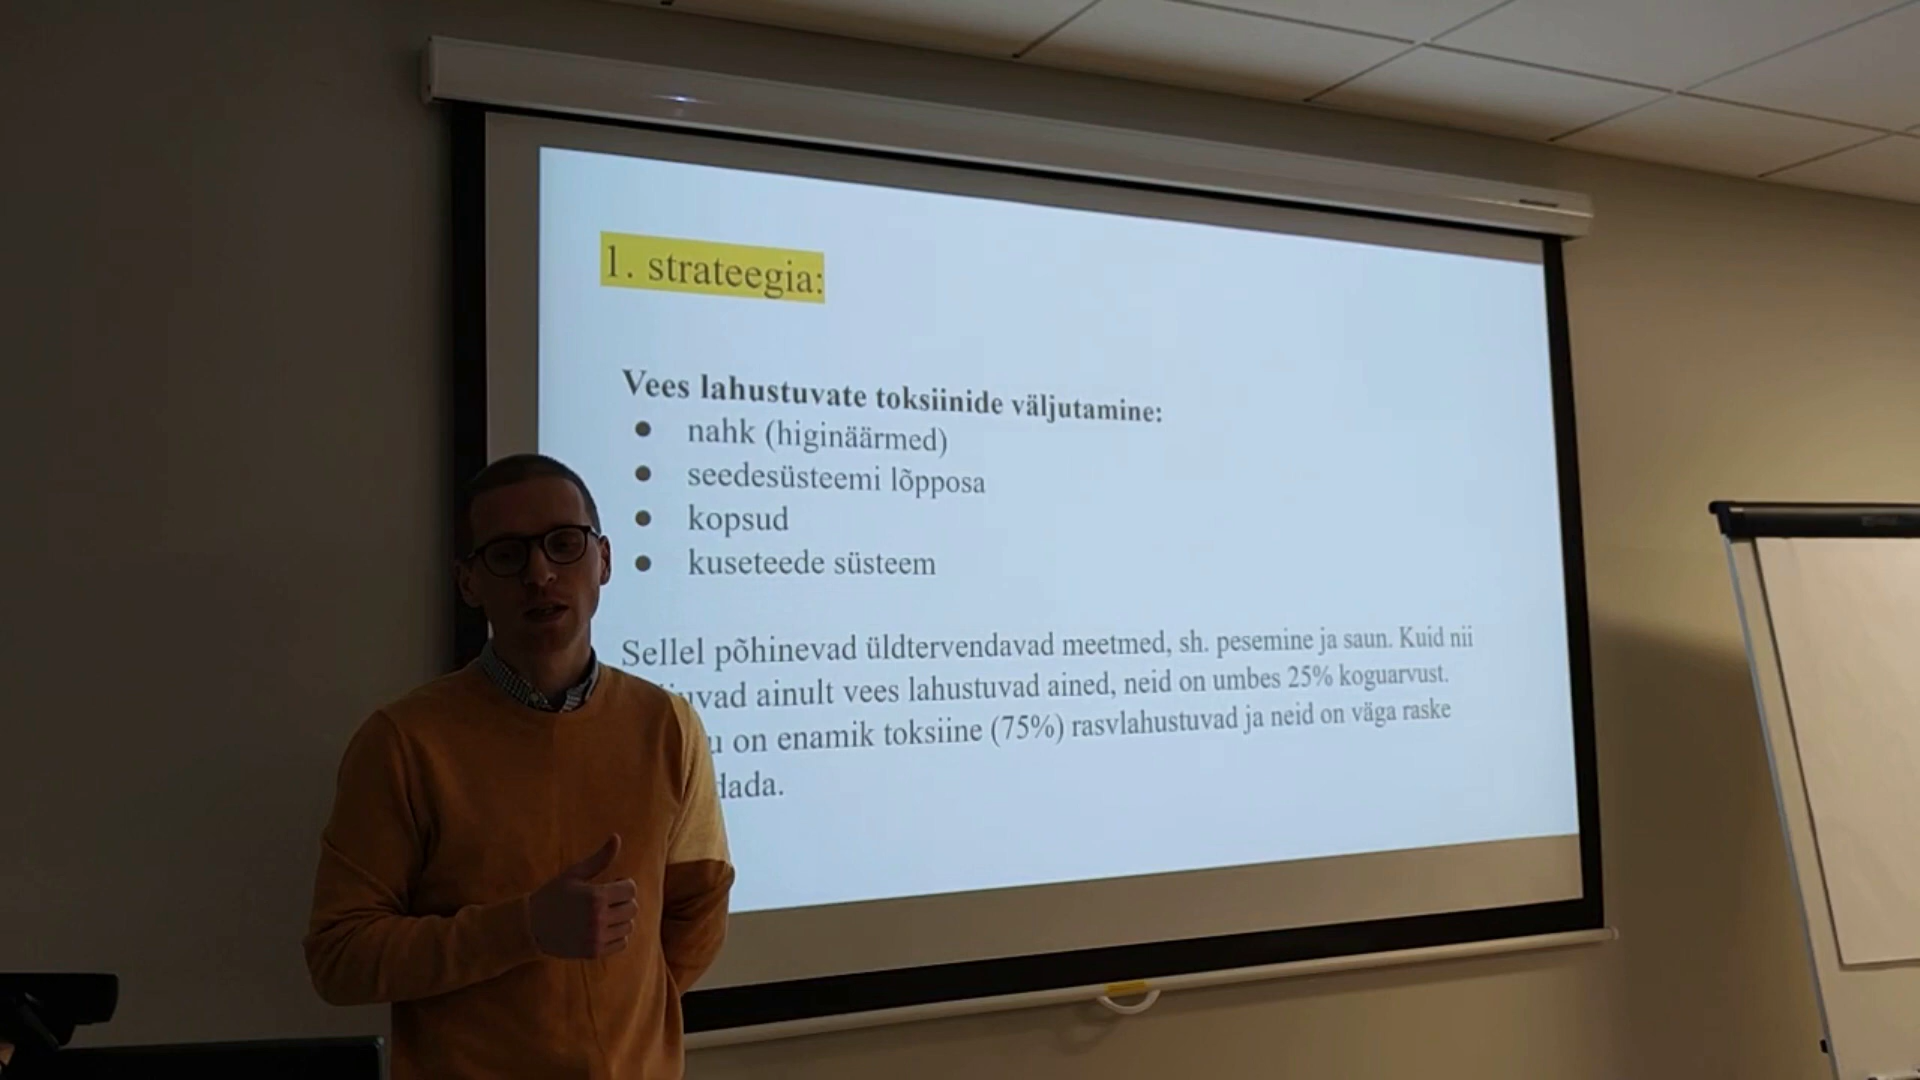 1. strateegia:
Vees lahustuvate toksiinide väljutamine:
● nahk (higinäärmed)
● seedesüsteemi lõpposa
● kopsud
● kuseteede süsteem
Sellel põhinevad üldtervendavad meetmed, sh. pesemine ja saun. Kuid nii
ainult vees lahustuvad ained, neid on umbes 25% koguarvust.
on enamik toksiine (75%) rasvlahustuvad ja neid on väga raske